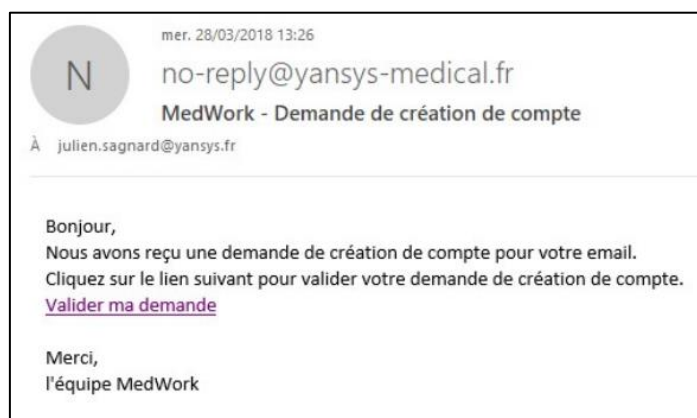 mer. 28/03/2018 13:26
N
no-reply@yansys-medical.fr
MedWork - Demande de création de compte
À julien.sagnard@yansys.fr
Bonjour,
Nous avons reçu une demande de création de compte pour votre email.
Cliquez sur le lien suivant pour valider votre demande de création de compte.
Valider ma demande
Merci,
l'équipe MedWork